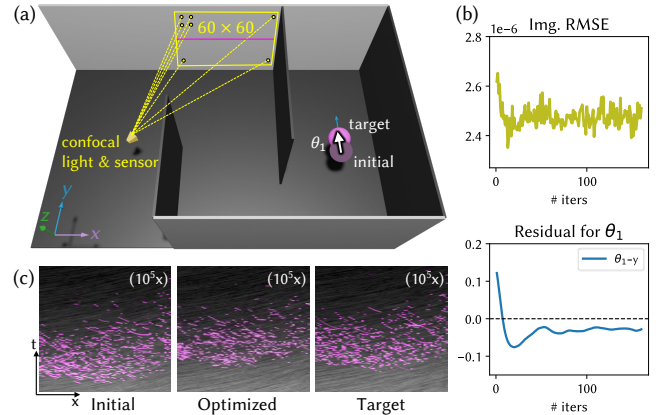 (a)
60 × 60
confocal
light & sensor
target
θ₁
initial
y
z
x
(b)
Img. RMSE
1e−6
2.6
2.4
0
100
# iters
Residual for θ₁
0.2
0.1
0.0
−0.1
θ₁₋y
0
100
# iters
(c)
(10⁵x)
(10⁵x)
(10⁵x)
t
x
Initial
Optimized
Target